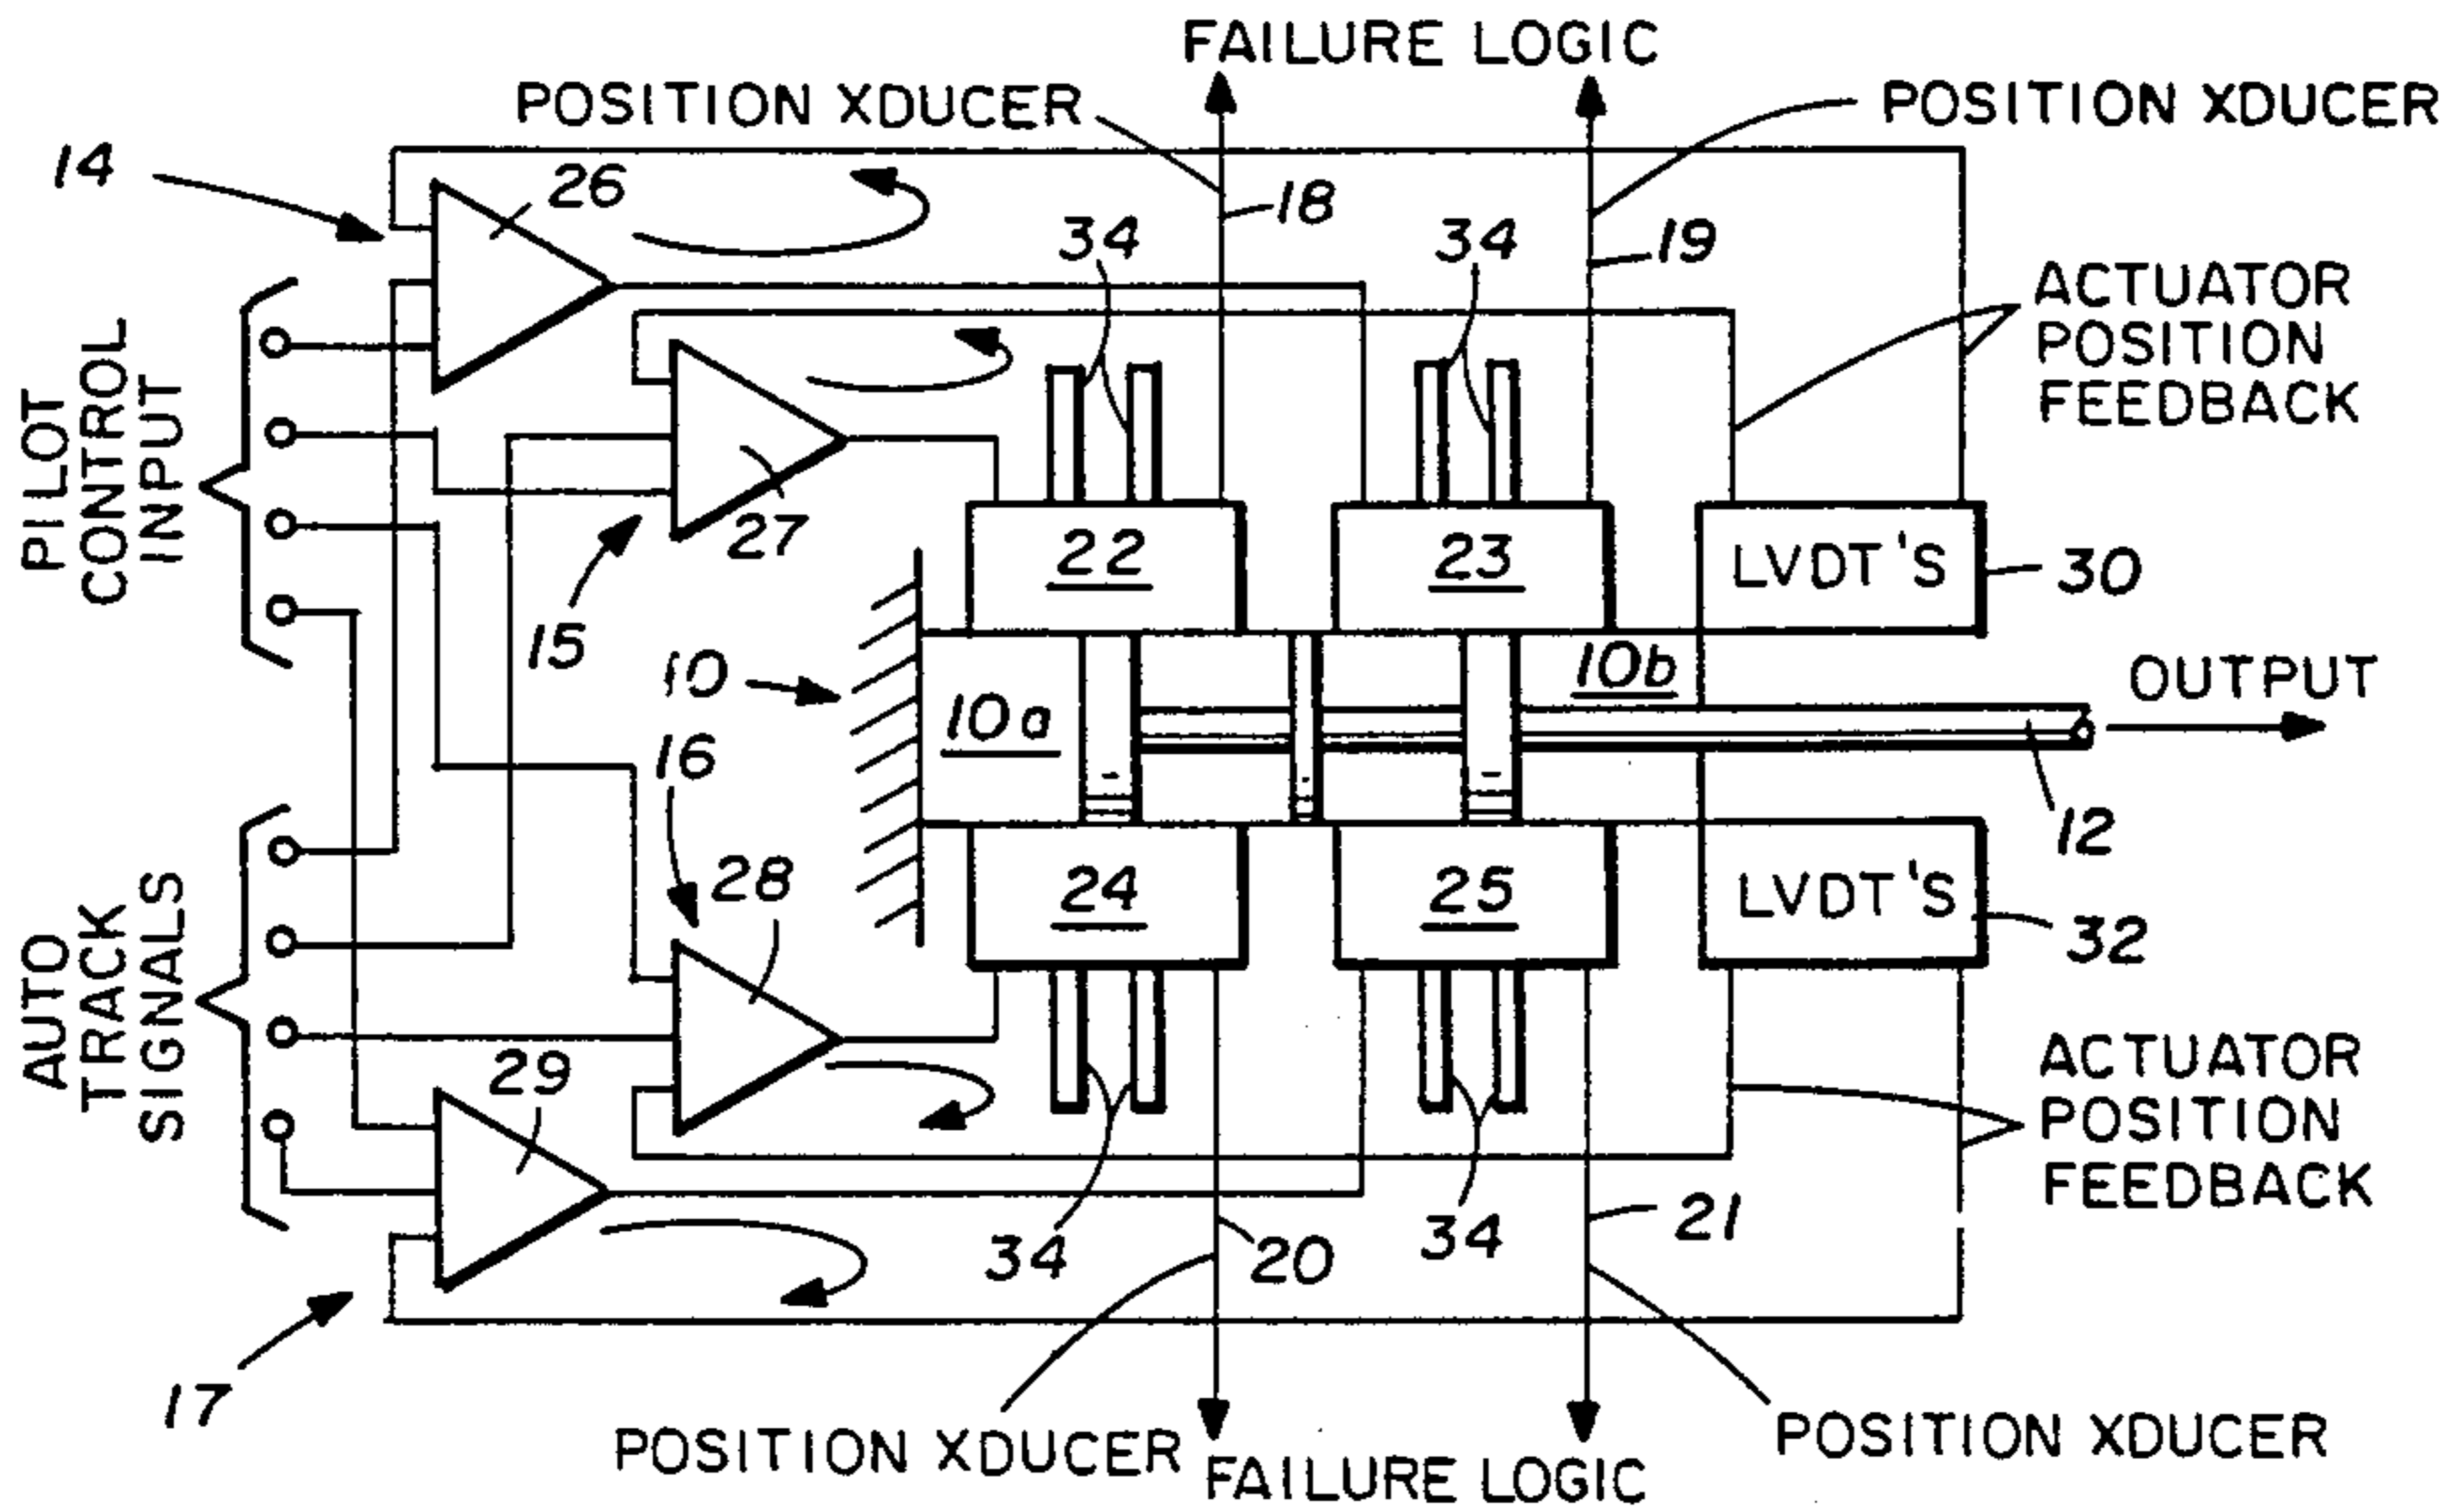 FAILURE LOGIC
POSITION XDUCER
POSITION XDUCER
14
26
18
34
34
19
ACTUATOR
POSITION
FEEDBACK
PILOT
CONTROL
INPUT
27
15
22
23
LVDT'S
30
10
10a
10b
OUTPUT
12
16
28
24
25
LVDT'S
32
AUTO
TRACK
SIGNALS
29
ACTUATOR
POSITION
FEEDBACK
34
20
34
21
17
POSITION XDUCER
FAILURE LOGIC
POSITION XDUCER